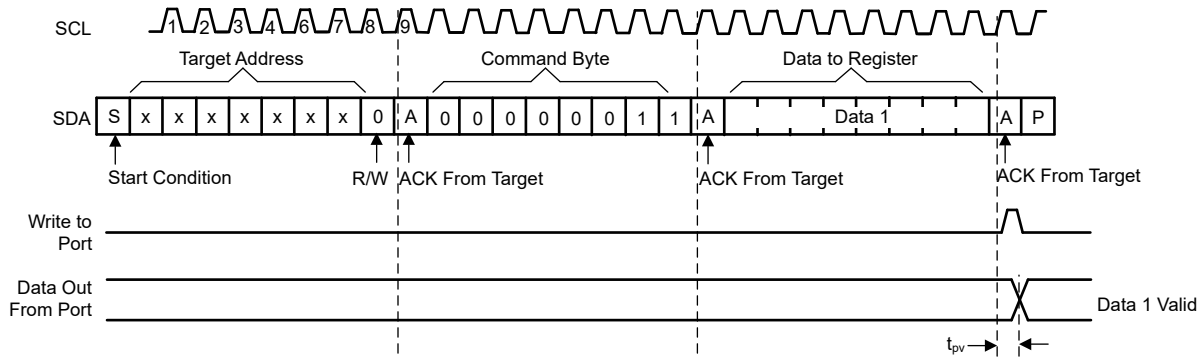 SCL 1 2 3 4 6 7 8 9
Target Address Command Byte Data to Register
SDA S x x x x x x x 0 A 0 0 0 0 0 0 1 1 A Data 1 A P
Start Condition R/W ACK From Target ACK From Target ACK From Target
Write to
Port
Data Out
From Port
Data 1 Valid
tpv